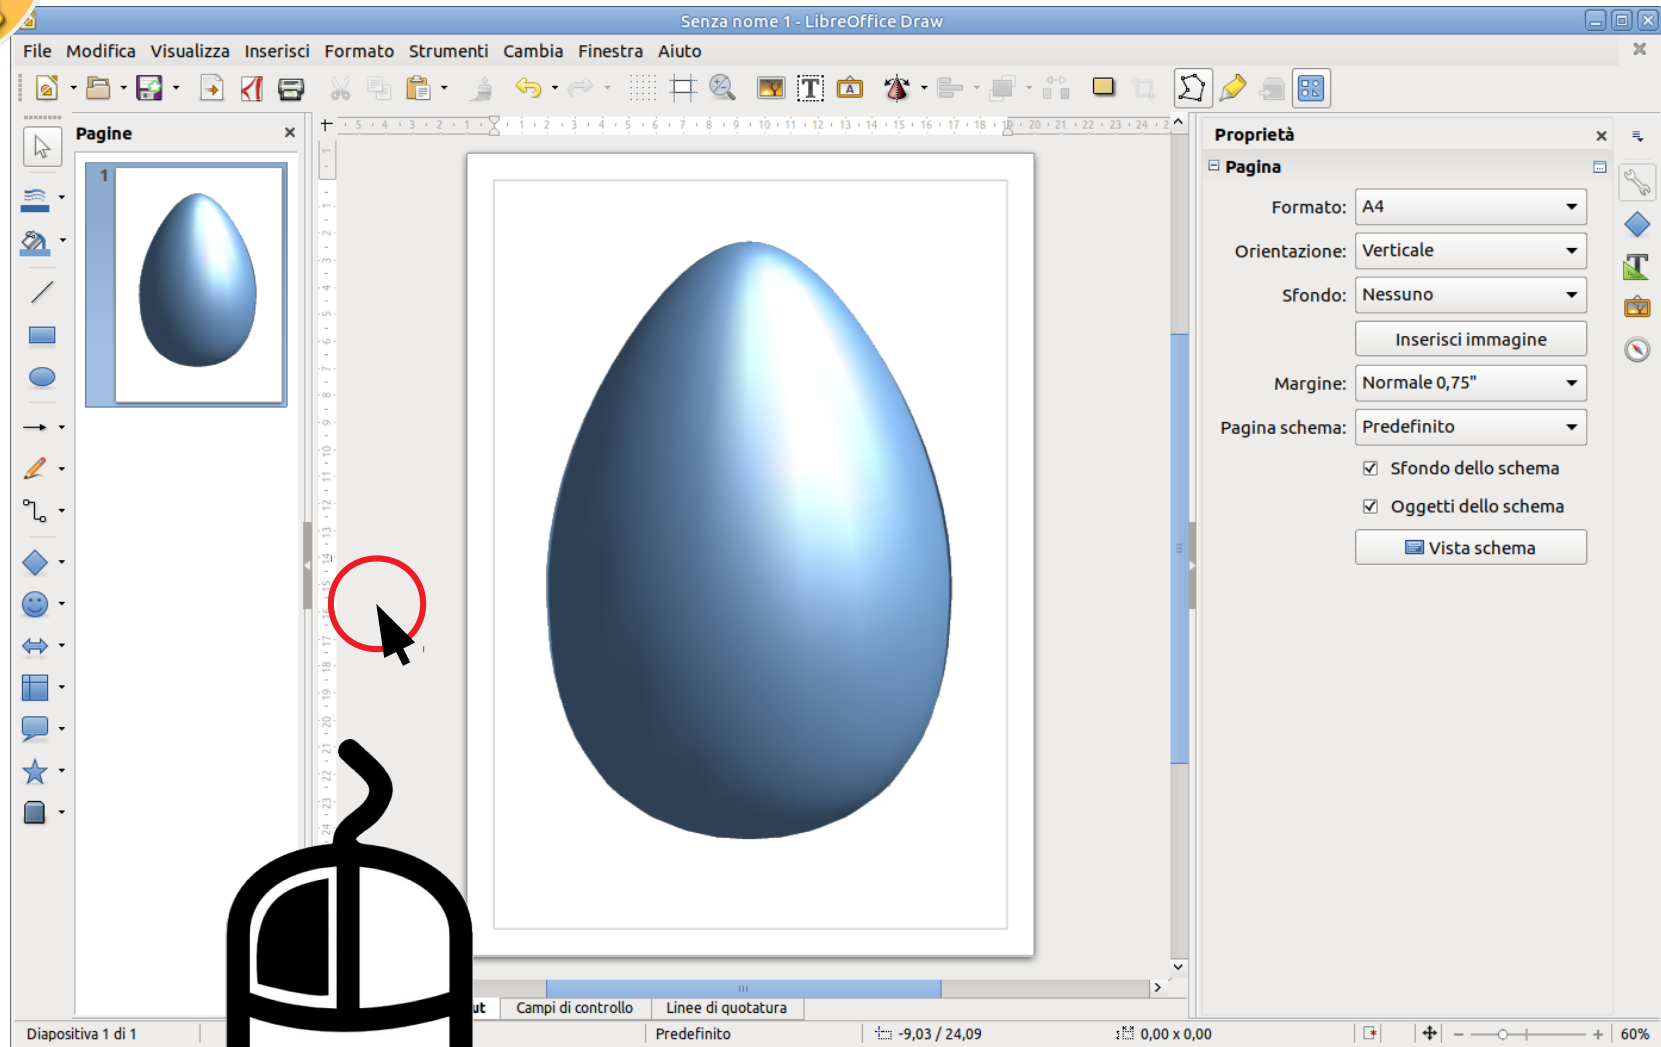 Senza nome 1 - LibreOffice Draw
File Modifica Visualizza Inserisci Formato Strumenti Cambia Finestra Aiuto
Pagine
1
Proprietà
Pagina
Formato: A4
Orientazione: Verticale
Sfondo: Nessuno
Inserisci immagine
Margine: Normale 0,75"
Pagina schema: Predefinito
Sfondo dello schema
Oggetti dello schema
Vista schema
ut Campi di controllo Linee di quotatura
Diapositiva 1 di 1 Predefinito -9,03 / 24,09 0,00 x 0,00 60%